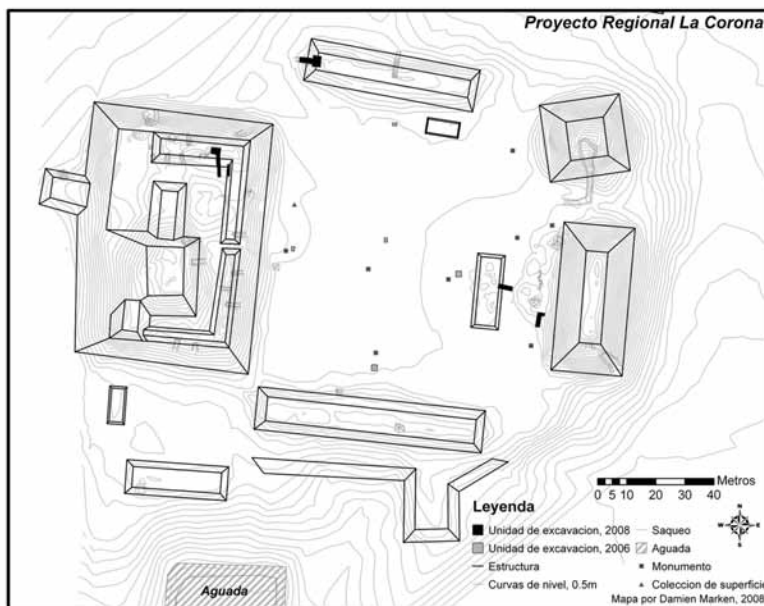 Proyecto Regional La Corona
Metros
0 5 10 20 30 40
Leyenda
N
W E
S
Unidad de excavacion, 2008
Saqueo
Unidad de excavacion, 2006
Aguada
Estructura
Monumento
Curvas de nivel, 0.5m
Coleccion de superficie
Mapa por Damien Marken, 2008
Aguada